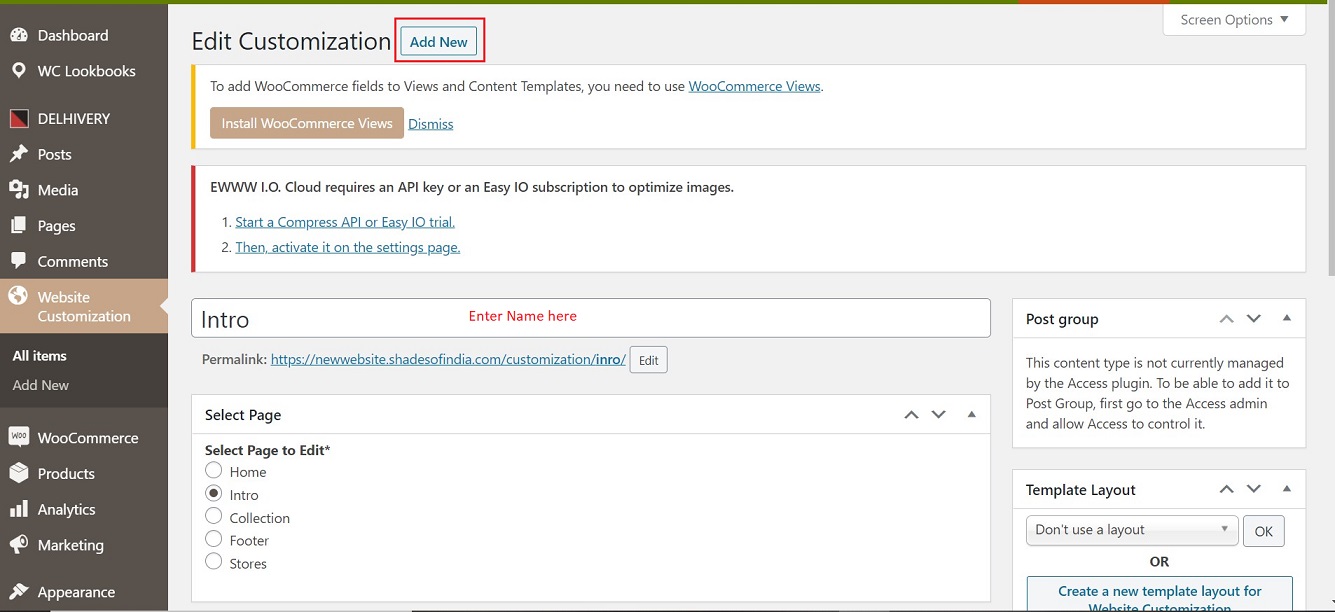 Dashboard
WC Lookbooks
DELHIVERY
Posts
Media
Pages
Comments
Website
Customization
All items
Add New
WOO WooCommerce
Products
Analytics
Marketing
Appearance
Screen Options
Edit Customization Add New
To add WooCommerce fields to Views and Content Templates, you need to use WooCommerce Views.
Install WooCommerce Views Dismiss
EWWW I.O. Cloud requires an API key or an Easy IO subscription to optimize images.
1. Start a Compress API or Easy IO trial.
2. Then, activate it on the settings page.
Intro Enter Name here
Permalink: https://newwebsite.shadesofindia.com/customization/inro/ Edit
Select Page
Select Page to Edit*
Home
Intro
Collection
Footer
Stores
Post group
This content type is not currently managed
by the Access plugin. To be able to add it to
Post Group, first go to the Access admin
and allow Access to control it.
Template Layout
Don't use a layout OK
OR
Create a new template layout for
Website Customization